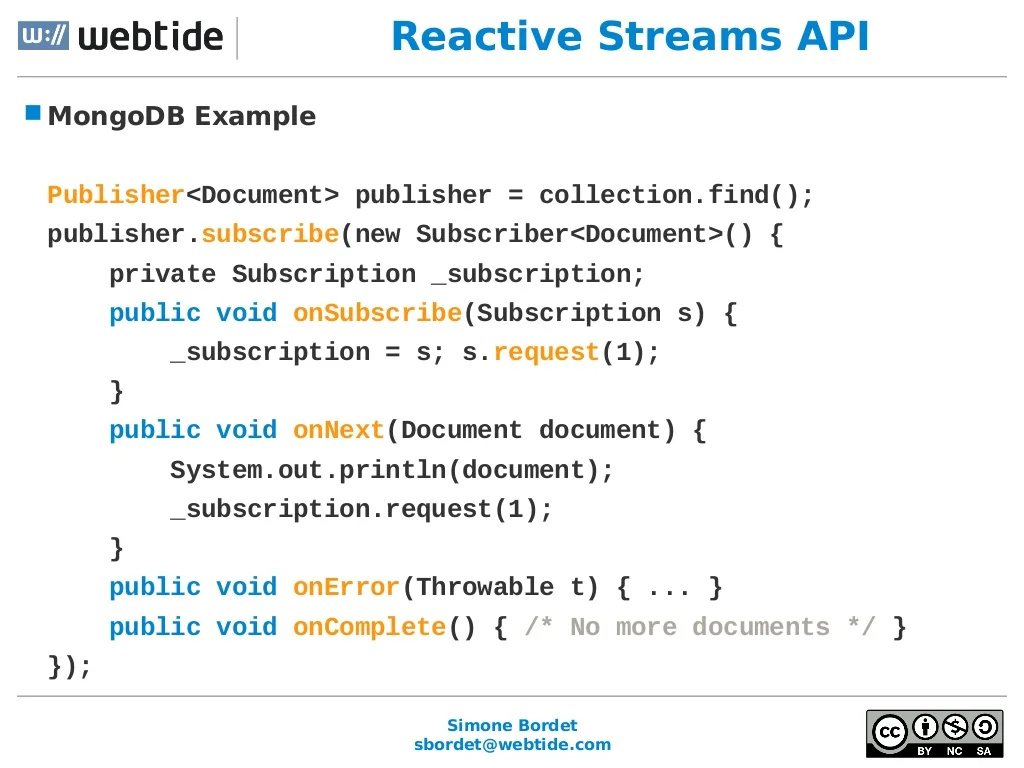 w:// webtide
Reactive Streams API
MongoDB Example
Publisher<Document> publisher = collection.find();
publisher.subscribe(new Subscriber<Document>() {
    private Subscription _subscription;
    public void onSubscribe(Subscription s) {
        _subscription = s; s.request(1);
    }
    public void onNext(Document document) {
        System.out.println(document);
        _subscription.request(1);
    }
    public void onError(Throwable t) { ... }
    public void onComplete() { /* No more documents */ }
});
Simone Bordet
sbordet@webtide.com
cc
BY NC SA